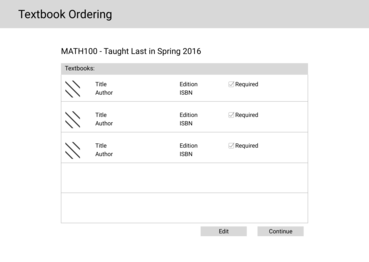 Textbook Ordering
MATH100 - Taught Last in Spring 2016
Textbooks:
Title Edition Required
Author ISBN
Title Edition Required
Author ISBN
Title Edition Required
Author ISBN
Edit Continue